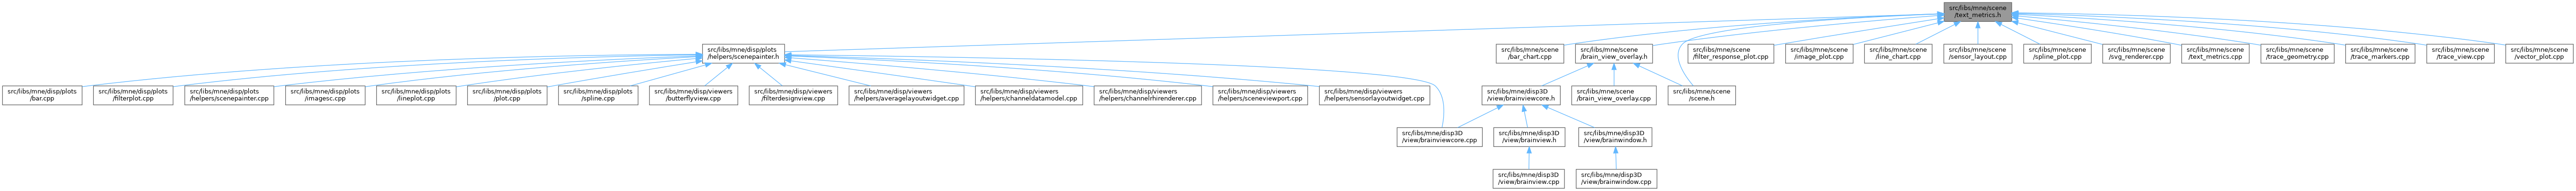 src/libs/mne/scene
/text_metrics.h
src/libs/mne/disp/plots
/helpers/scenepainter.h
src/libs/mne/scene
/bar_chart.cpp
src/libs/mne/scene
/brain_view_overlay.h
src/libs/mne/scene
/filter_response_plot.cpp
src/libs/mne/scene
/image_plot.cpp
src/libs/mne/scene
/line_chart.cpp
src/libs/mne/scene
/sensor_layout.cpp
src/libs/mne/scene
/spline_plot.cpp
src/libs/mne/scene
/svg_renderer.cpp
src/libs/mne/scene
/text_metrics.cpp
src/libs/mne/scene
/trace_geometry.cpp
src/libs/mne/scene
/trace_markers.cpp
src/libs/mne/scene
/trace_view.cpp
src/libs/mne/scene
/vector_plot.cpp
src/libs/mne/disp/plots
/bar.cpp
src/libs/mne/disp/plots
/filterplot.cpp
src/libs/mne/disp/plots
/helpers/scenepainter.cpp
src/libs/mne/disp/plots
/imagesc.cpp
src/libs/mne/disp/plots
/lineplot.cpp
src/libs/mne/disp/plots
/plot.cpp
src/libs/mne/disp/plots
/spline.cpp
src/libs/mne/disp/viewers
/butterflyview.cpp
src/libs/mne/disp/viewers
/filterdesignview.cpp
src/libs/mne/disp/viewers
/helpers/averagelayoutwidget.cpp
src/libs/mne/disp/viewers
/helpers/channeldatamodel.cpp
src/libs/mne/disp/viewers
/helpers/channelrhirenderer.cpp
src/libs/mne/disp/viewers
/helpers/sceneviewport.cpp
src/libs/mne/disp/viewers
/helpers/sensorlayoutwidget.cpp
src/libs/mne/disp3D
/view/brainviewcore.h
src/libs/mne/scene
/brain_view_overlay.cpp
src/libs/mne/scene
/scene.h
src/libs/mne/disp3D
/view/brainviewcore.cpp
src/libs/mne/disp3D
/view/brainview.h
src/libs/mne/disp3D
/view/brainwindow.h
src/libs/mne/disp3D
/view/brainview.cpp
src/libs/mne/disp3D
/view/brainwindow.cpp